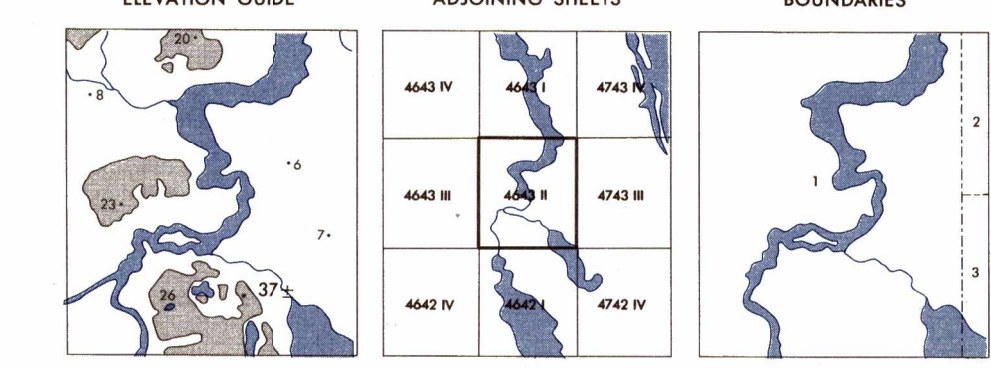 ELEVATION GUIDE
ADJOINING SHEETS
BOUNDARIES
20
8
6
23
7
26
37±
4643 IV
4643 I
4743 IV
4643 III
4643 II
4743 III
4642 IV
4642 I
4742 IV
2
1
3